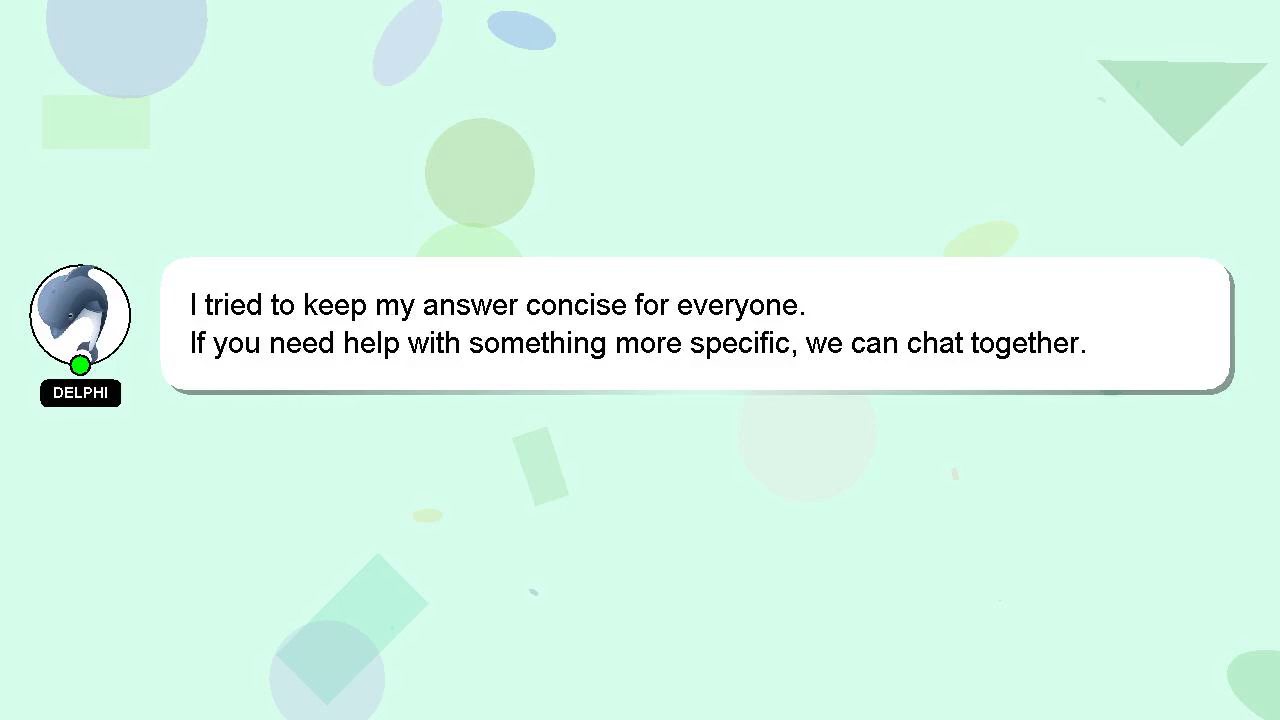 I tried to keep my answer concise for everyone.
If you need help with something more specific, we can chat together.
DELPHI